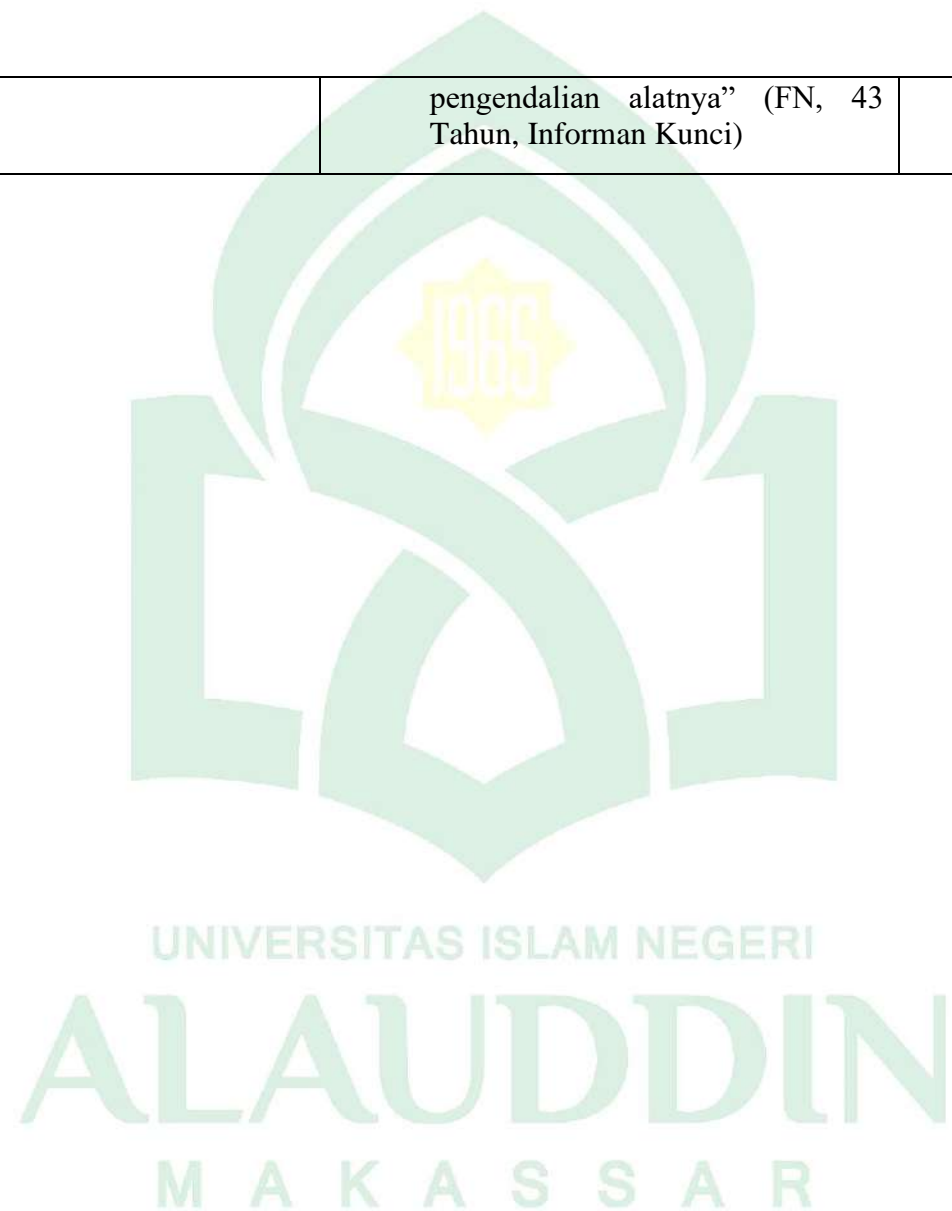 pengendalian alatnya” (FN, 43
Tahun, Informan Kunci)
1965
UNIVERSITAS ISLAM NEGERI
ALAUDDIN
MAKASSAR